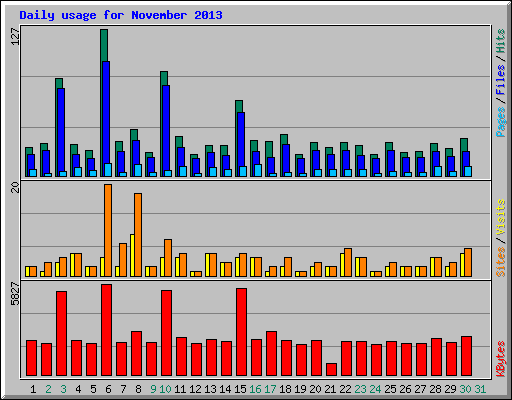 Daily usage for November 2013
127
Pages / Files / Hits
20
Sites / Visits
5827
KBytes
1 2 3 4 5 6 7 8 9 10 11 12 13 14 15 16 17 18 19 20 21 22 23 24 25 26 27 28 29 30 31